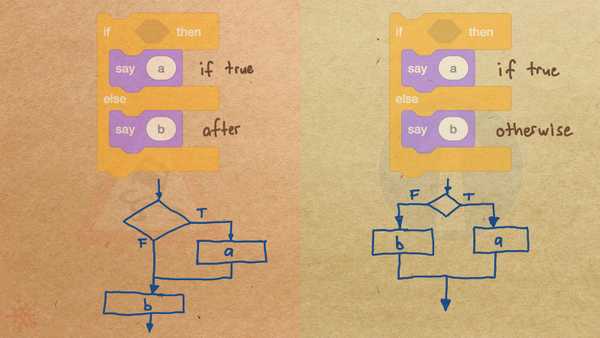 if then
say a if true
else
say b after
T
F
a
b
if then
say a if true
else
say b otherwise
F T
b a